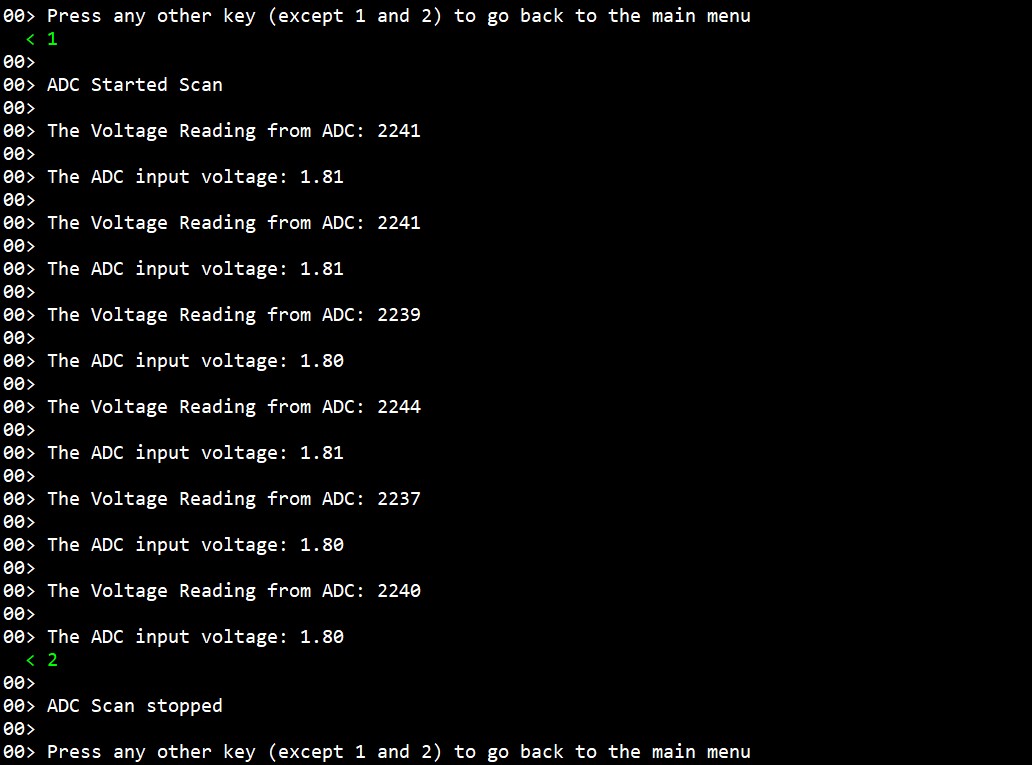 00> Press any other key (except 1 and 2) to go back to the main menu
< 1
00>
00> ADC Started Scan
00>
00> The Voltage Reading from ADC: 2241
00>
00> The ADC input voltage: 1.81
00>
00> The Voltage Reading from ADC: 2241
00>
00> The ADC input voltage: 1.81
00>
00> The Voltage Reading from ADC: 2239
00>
00> The ADC input voltage: 1.80
00>
00> The Voltage Reading from ADC: 2244
00>
00> The ADC input voltage: 1.81
00>
00> The Voltage Reading from ADC: 2237
00>
00> The ADC input voltage: 1.80
00>
00> The Voltage Reading from ADC: 2240
00>
00> The ADC input voltage: 1.80
< 2
00>
00> ADC Scan stopped
00>
00> Press any other key (except 1 and 2) to go back to the main menu